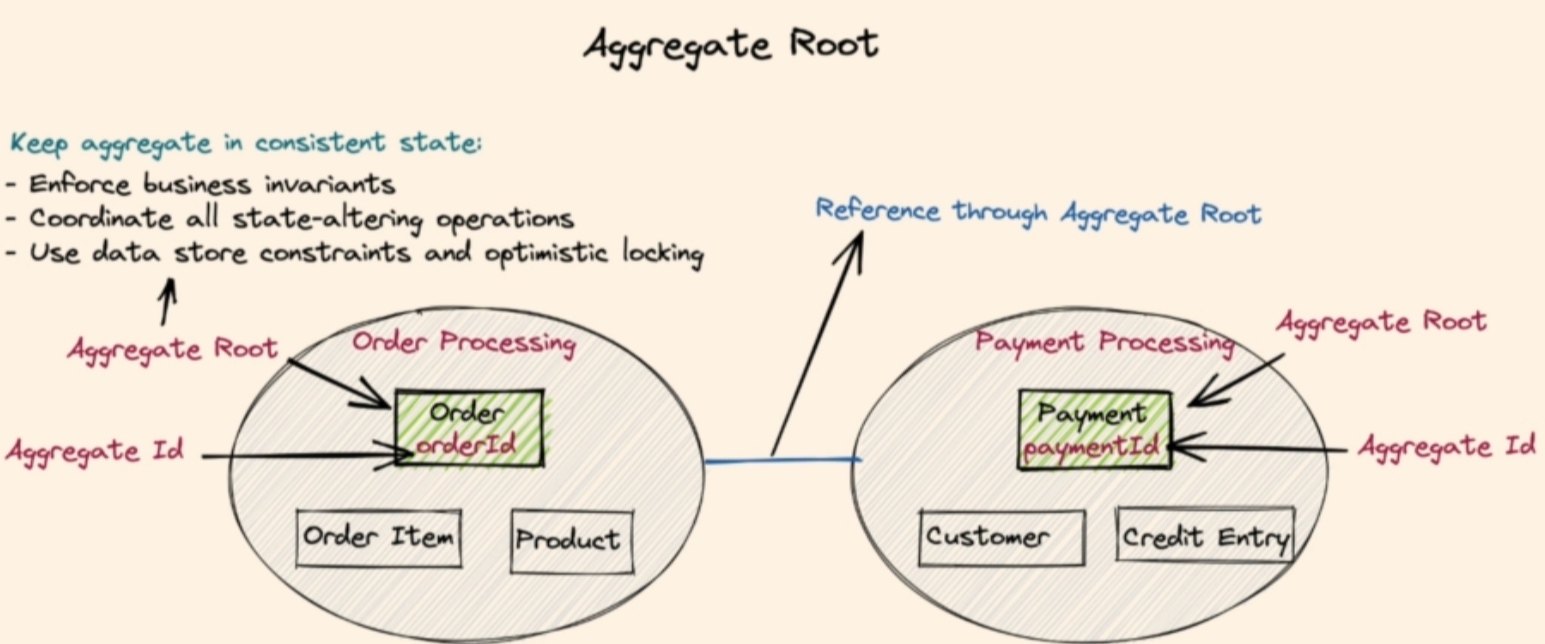 Aggregate Root
Keep aggregate in consistent state:
- Enforce business invariants
- Coordinate all state-altering operations
- Use data store constraints and optimistic locking
Reference through Aggregate Root
Aggregate Root
Order Processing
Order
orderId
Aggregate Id
Order Item
Product
Payment Processing
Aggregate Root
Payment
paymentId
Aggregate Id
Customer
Credit Entry